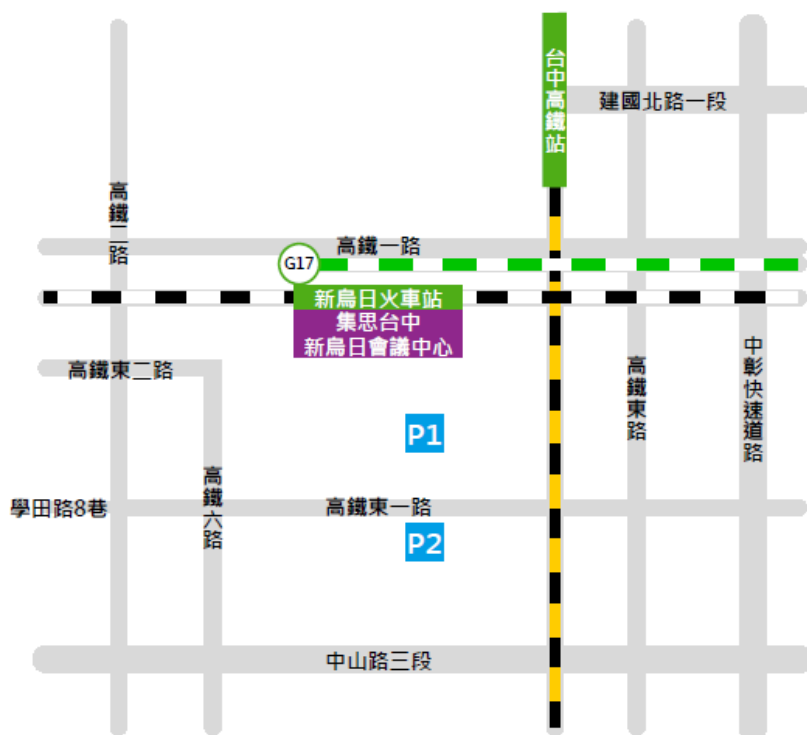 台中高鐵站
建國北路一段
高鐵二路
高鐵一路
G17
新烏日火車站
集思台中
新烏日會議中心
高鐵東二路
高鐵東路
中彰快速道路
P1
高鐵六路
學田路8巷
高鐵東一路
P2
中山路三段